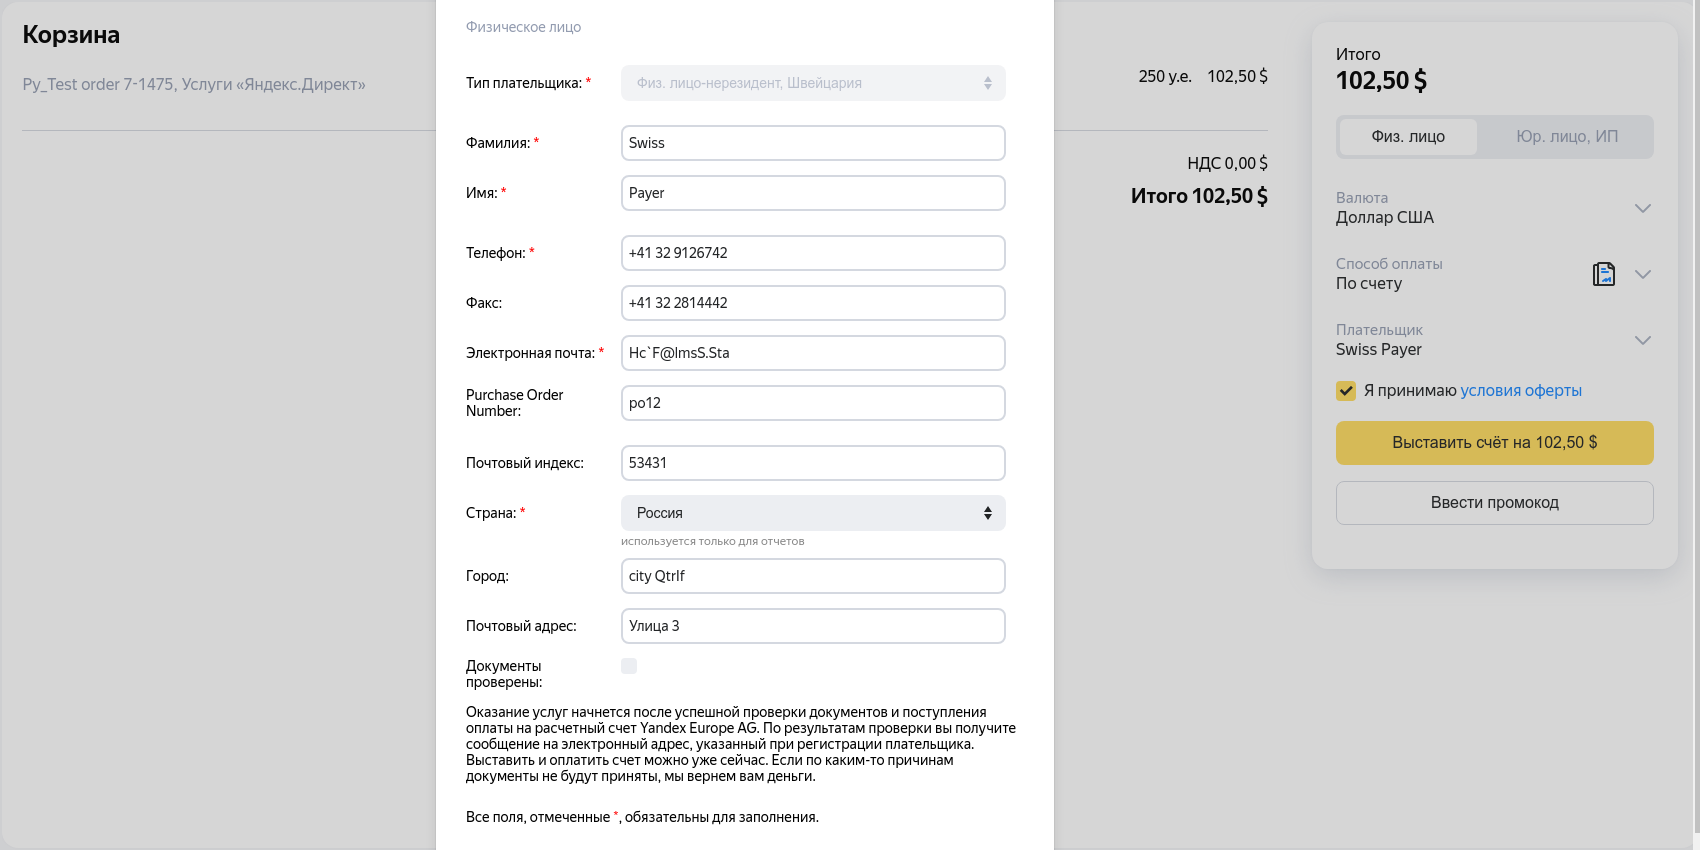 Корзина
Py_Test order 7-1475, Услуги «Яндекс.Директ»
250 у.е. 102,50 $
НДС 0,00 $
Итого 102,50 $
Физическое лицо
Тип плательщика: * Физ. лицо-нерезидент, Швейцария
Фамилия: * Swiss
Имя: * Payer
Телефон: * +41 32 9126742
Факс: +41 32 2814442
Электронная почта: * Hc`F@lmsS.Sta
Purchase Order
Number:
po12
Почтовый индекс: 53431
Страна: * Россия
используется только для отчетов
Город: city Qtrlf
Почтовый адрес: Улица 3
Документы
проверены:
Оказание услуг начнется после успешной проверки документов и поступления
оплаты на расчетный счет Yandex Europe AG. По результатам проверки вы получите
сообщение на электронный адрес, указанный при регистрации плательщика.
Выставить и оплатить счет можно уже сейчас. Если по каким-то причинам
документы не будут приняты, мы вернем вам деньги.
Все поля, отмеченные *, обязательны для заполнения.
Итого
102,50 $
Физ. лицо Юр. лицо, ИП
Валюта
Доллар США
Способ оплаты
По счету
Плательщик
Swiss Payer
Я принимаю условия оферты
Выставить счёт на 102,50 $
Ввести промокод